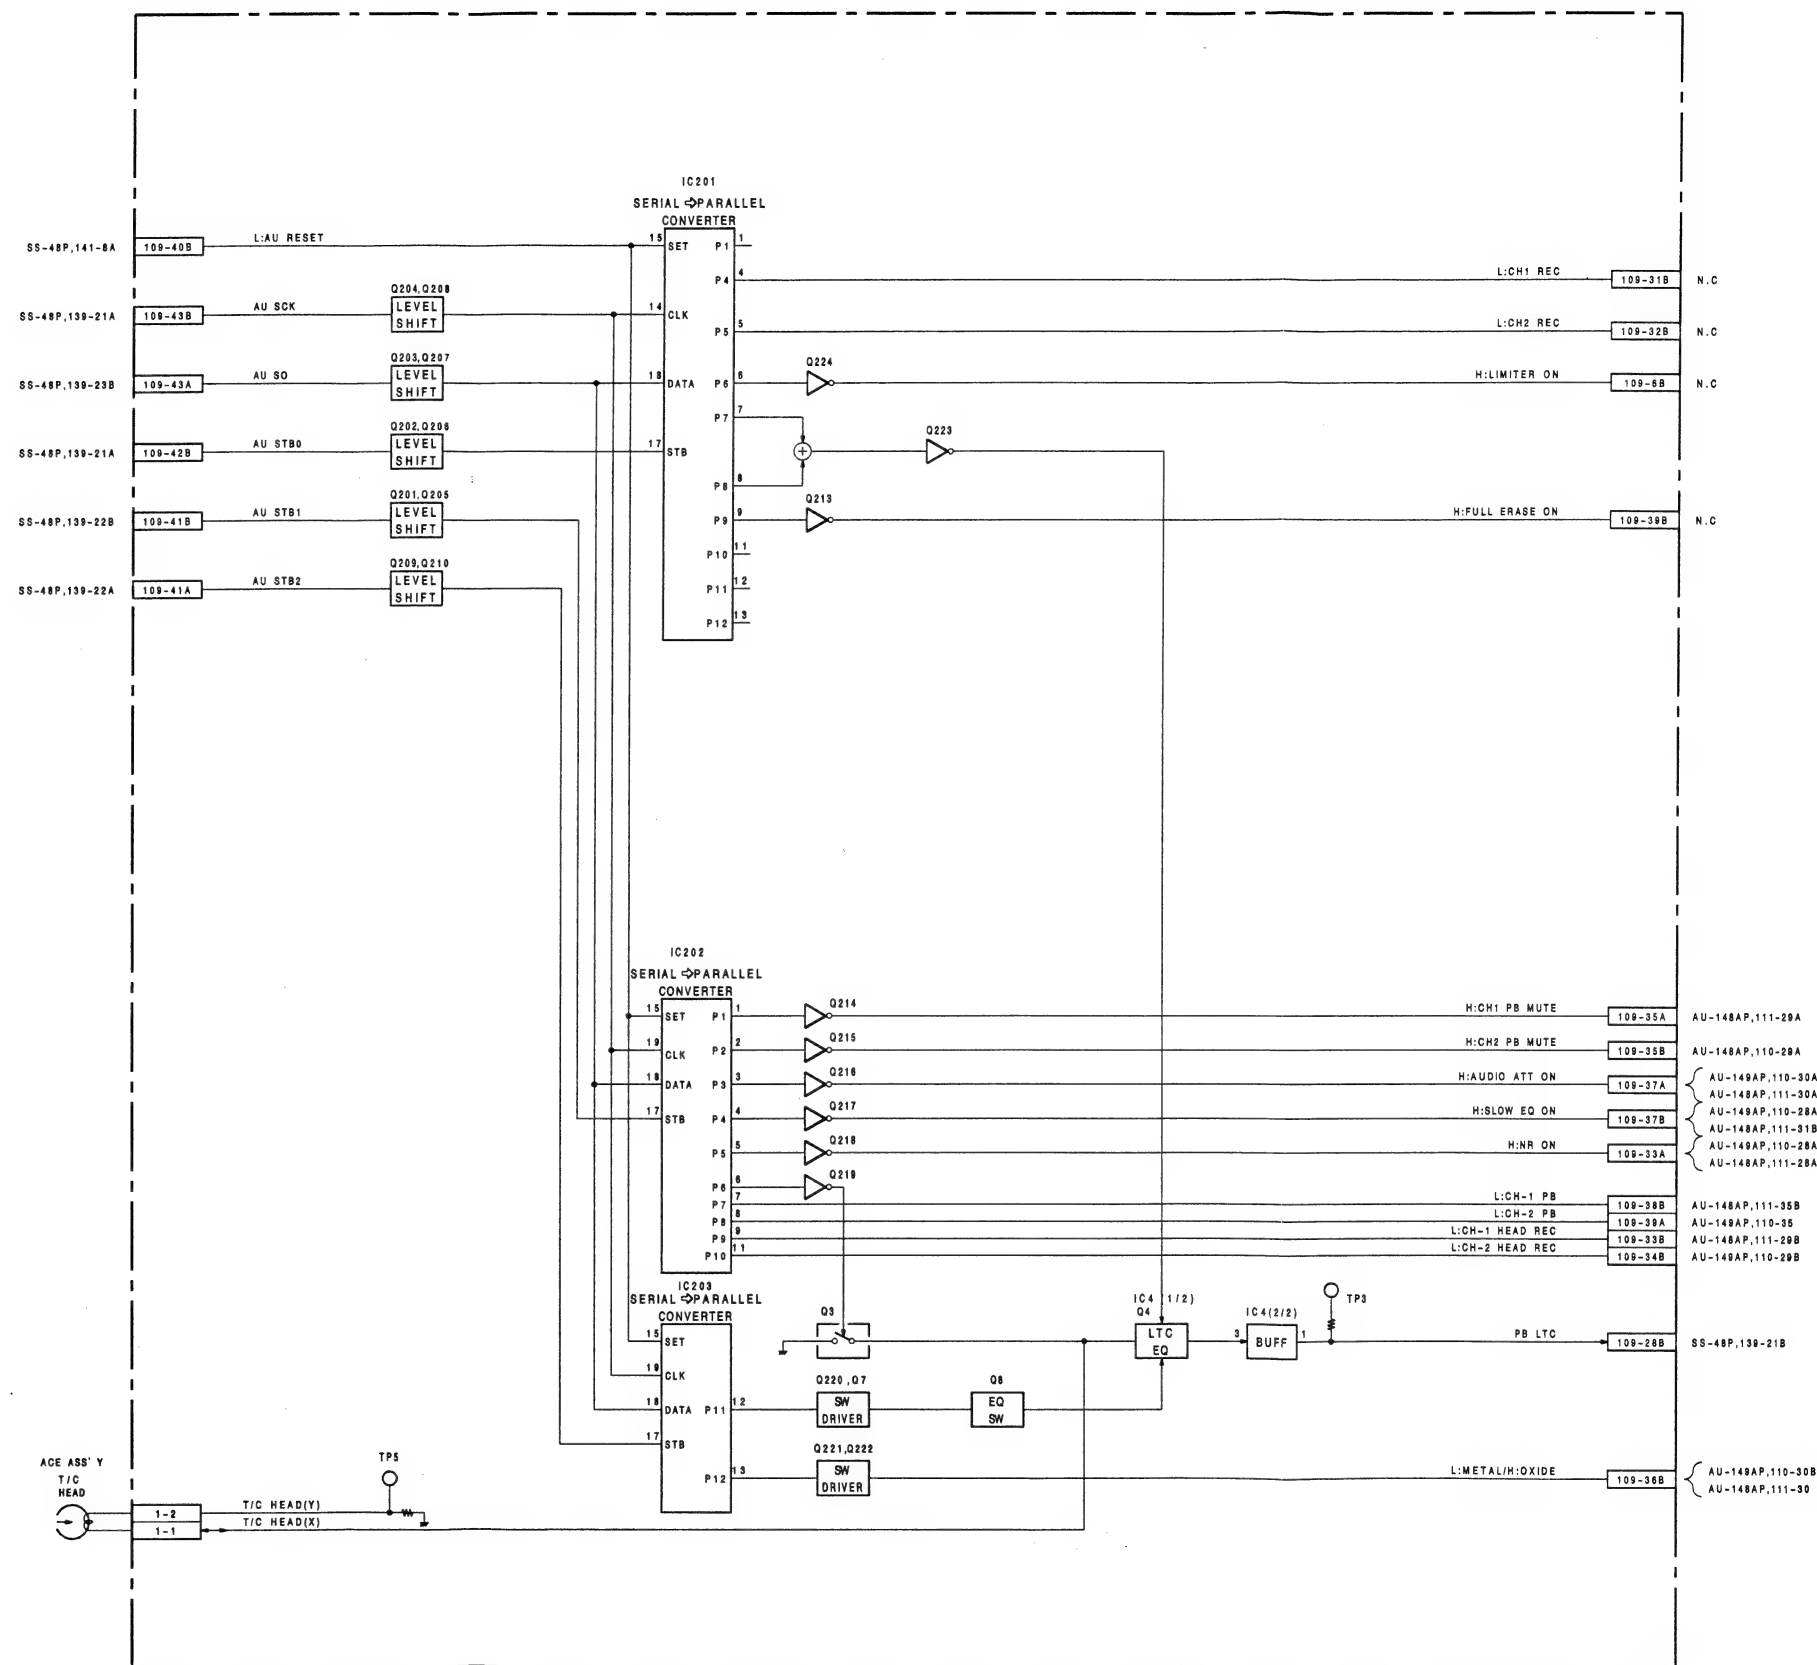 IC201
SERIAL ⇨PARALLEL
CONVERTER
SS-48P,141-8A 109-40B L:AU RESET 15 SET P1 1
P4 4 L:CH1 REC 109-31B N.C
Q204,Q208
SS-48P,139-21A 109-43B AU SCK LEVEL SHIFT 14 CLK
P5 5 L:CH2 REC 109-32B N.C
Q203,Q207 Q224
SS-48P,139-23B 109-43A AU SO LEVEL SHIFT 18 DATA P6 6 H:LIMITER ON 109-6B N.C
P7 7
Q202,Q206 Q223
SS-48P,139-21A 109-42B AU STB0 LEVEL SHIFT 17 STB +
P8 8
Q201,Q205 Q213
SS-48P,139-22B 109-41B AU STB1 LEVEL SHIFT P9 9 H:FULL ERASE ON 109-39B N.C
P10 11
Q209,Q210
SS-48P,139-22A 109-41A AU STB2 LEVEL SHIFT P11 12
P12 13
IC202
SERIAL ⇨PARALLEL
CONVERTER
15 SET P1 1 Q214 H:CH1 PB MUTE 109-35A AU-148AP,111-29A
19 CLK P2 2 Q215 H:CH2 PB MUTE 109-35B AU-148AP,110-29A
18 DATA P3 3 Q216 H:AUDIO ATT ON 109-37A AU-149AP,110-30A
AU-148AP,111-30A
17 STB P4 4 Q217 H:SLOW EQ ON 109-37B AU-149AP,110-28A
AU-148AP,111-31B
P5 5 Q218 H:NR ON 109-33A AU-149AP,110-28A
AU-148AP,111-28A
P6 6 Q219
P7 7 L:CH-1 PB 109-38B AU-148AP,111-35B
P8 8 L:CH-2 PB 109-39A AU-149AP,110-35
P9 9 L:CH-1 HEAD REC 109-33B AU-148AP,111-29B
P10 11 L:CH-2 HEAD REC 109-34B AU-149AP,110-29B
IC203
SERIAL ⇨PARALLEL
CONVERTER
Q3 IC4 (1/2) Q4 IC4(2/2) TP3
15 SET LTC EQ 3 BUFF 1 PB LTC 109-28B SS-48P,139-21B
19 CLK
Q220,Q7 Q8
18 DATA P11 12 SW DRIVER EQ SW
17 STB
Q221,Q222
P12 13 SW DRIVER L:METAL/H:OXIDE 109-36B AU-149AP,110-30B
AU-148AP,111-30
ACE ASS'Y
T/C
HEAD
TP5
1-2 T/C HEAD(Y)
1-1 T/C HEAD(X)